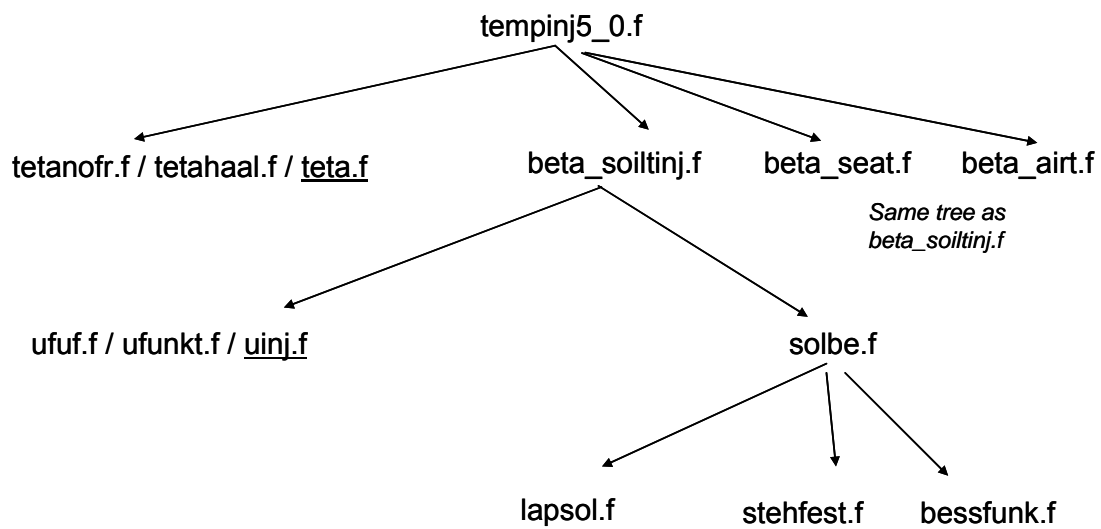 tempinj5_0.f
tetanofr.f / tetahaal.f / teta.f
beta_soiltinj.f
beta_seat.f
beta_airt.f
Same tree as
beta_soiltinj.f
ufuf.f / ufunkt.f / uinj.f
solbe.f
lapsol.f
stehfest.f
bessfunk.f